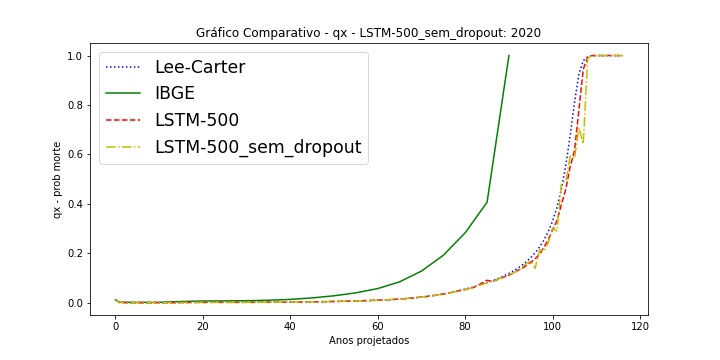 Gráfico Comparativo - qx - LSTM-500_sem_dropout: 2020
Lee-Carter
IBGE
LSTM-500
LSTM-500_sem_dropout
qx - prob morte
1.0
0.8
0.6
0.4
0.2
0.0
0 20 40 60 80 100 120
Anos projetados